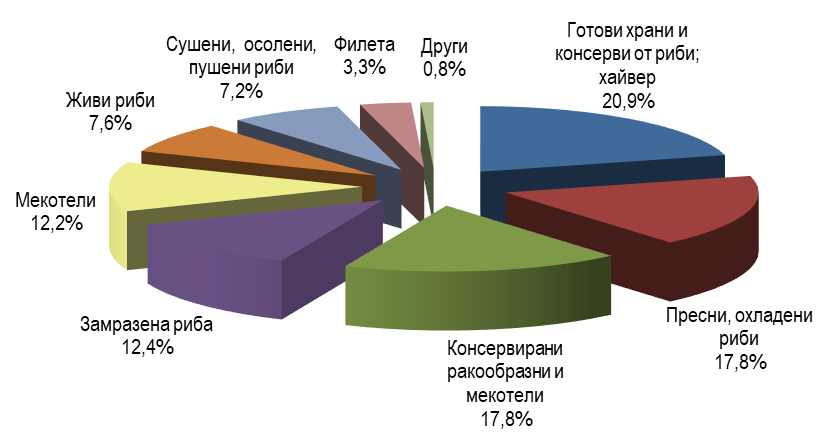 Готови храни и
консерви от риби;
хайвер
20,9%
Пресни, охладени
риби
17,8%
Консервирани
ракообразни и
мекотели
17,8%
Замразена риба
12,4%
Мекотели
12,2%
Живи риби
7,6%
Сушени, осолени,
пушени риби
7,2%
Филета
3,3%
Други
0,8%